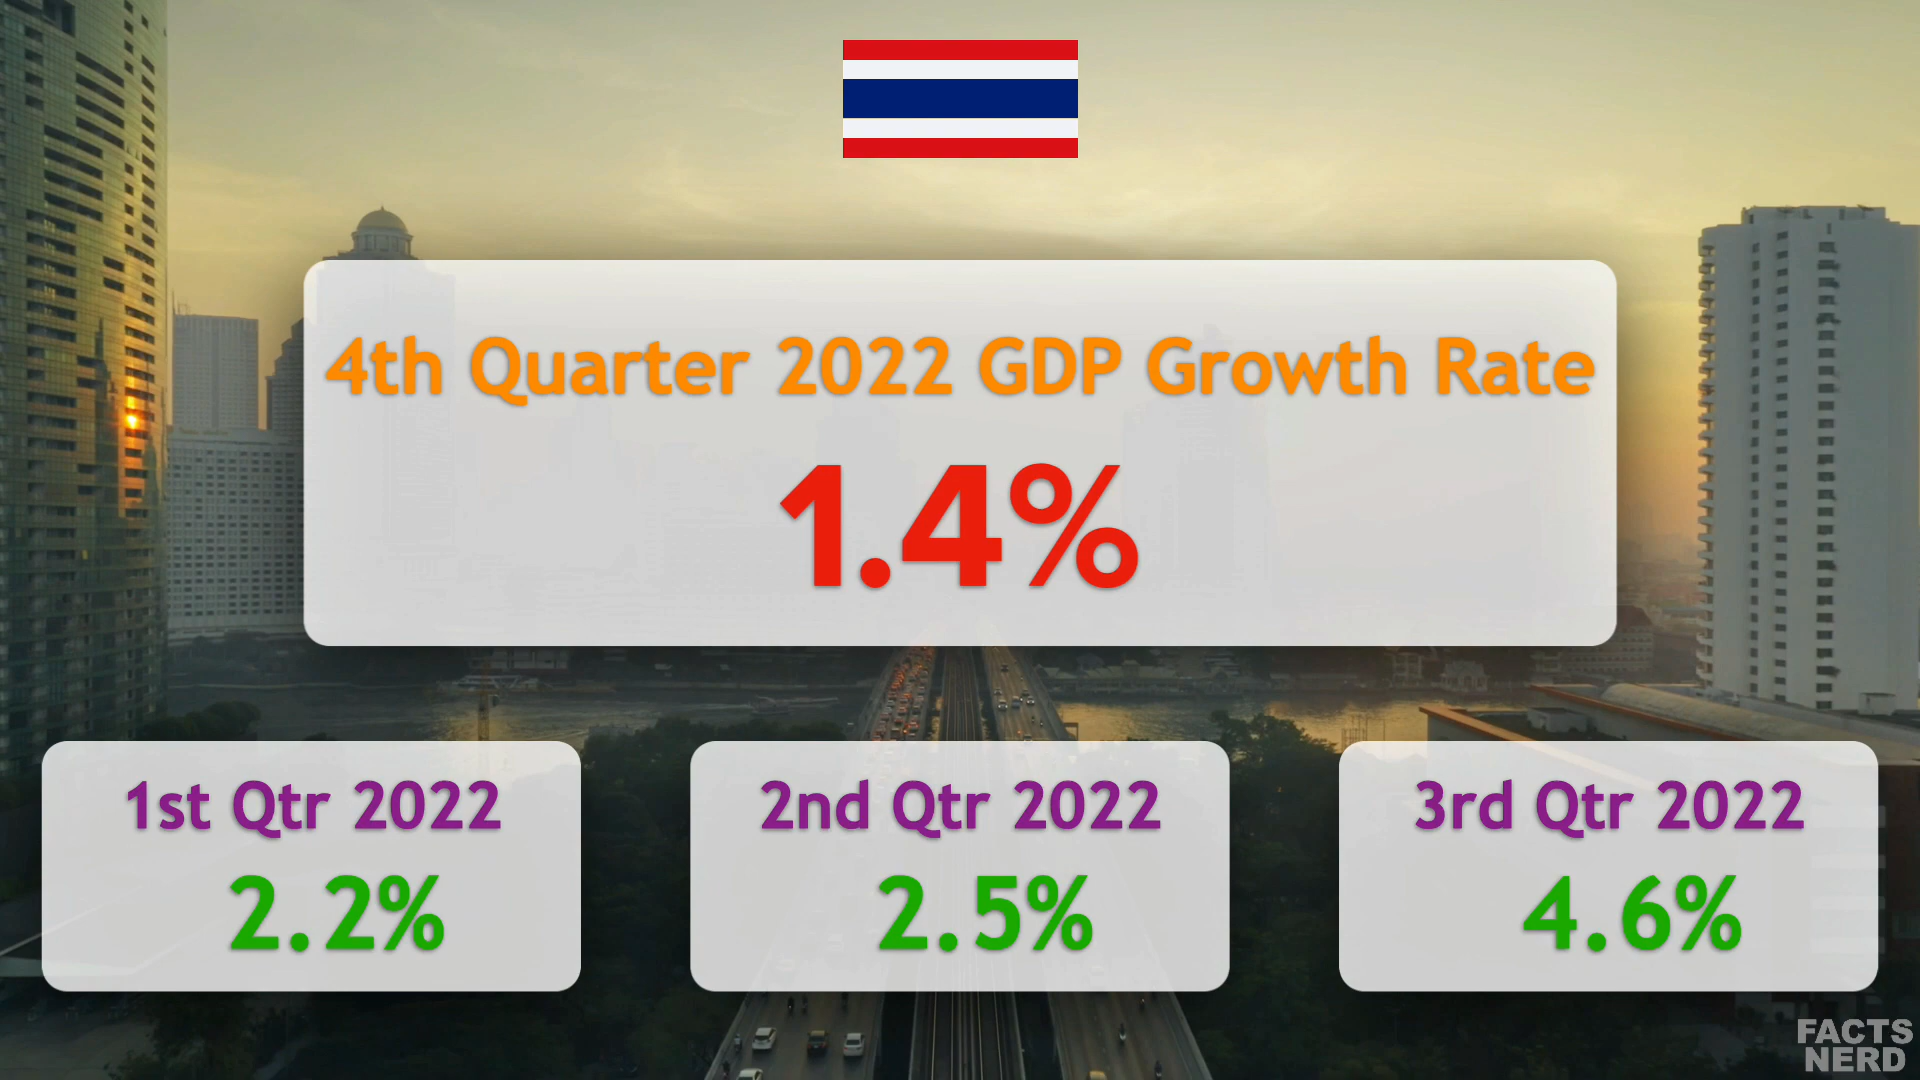 4th Quarter 2022 GDP Growth Rate
1.4%
1st Qtr 2022
2.2%
2nd Qtr 2022
2.5%
3rd Qtr 2022
4.6%
FACTS
NERD